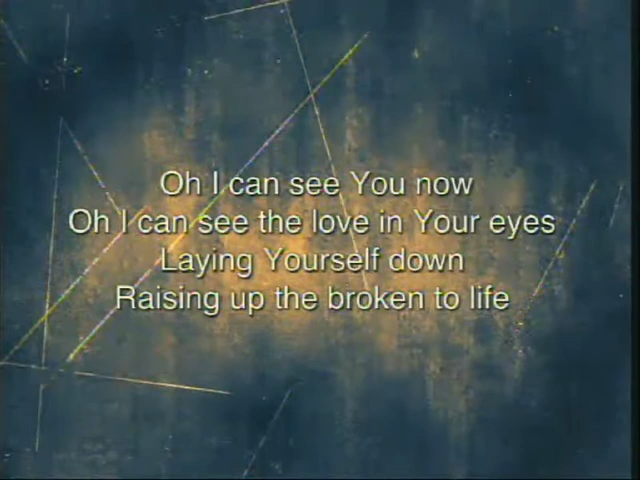 Oh I can see You now
Oh I can see the love in Your eyes
Laying Yourself down
Raising up the broken to life